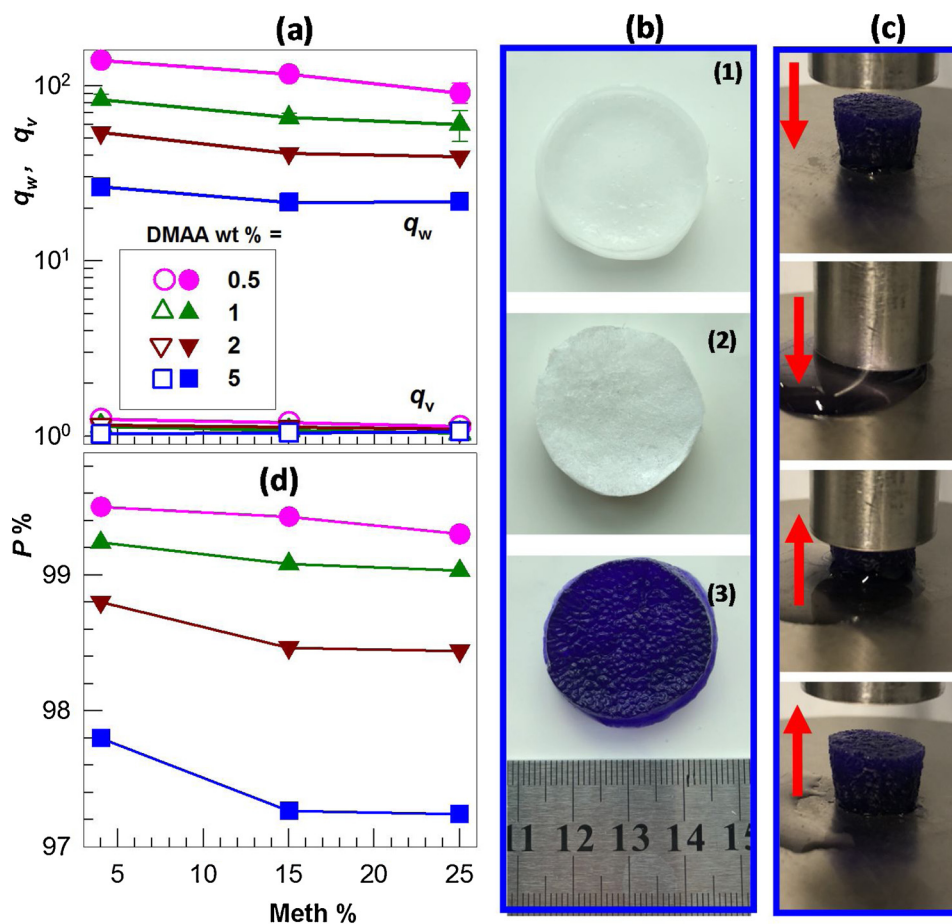 (a)
(b)
(c)
10² 
10¹
10⁰
q_w, q_v
q_w
DMAA wt % =
0.5
1
2
5
q_v
(d)
99
98
97
P %
5
10
15
20
25
Meth %
(1)
(2)
(3)
11 12 13 14 15